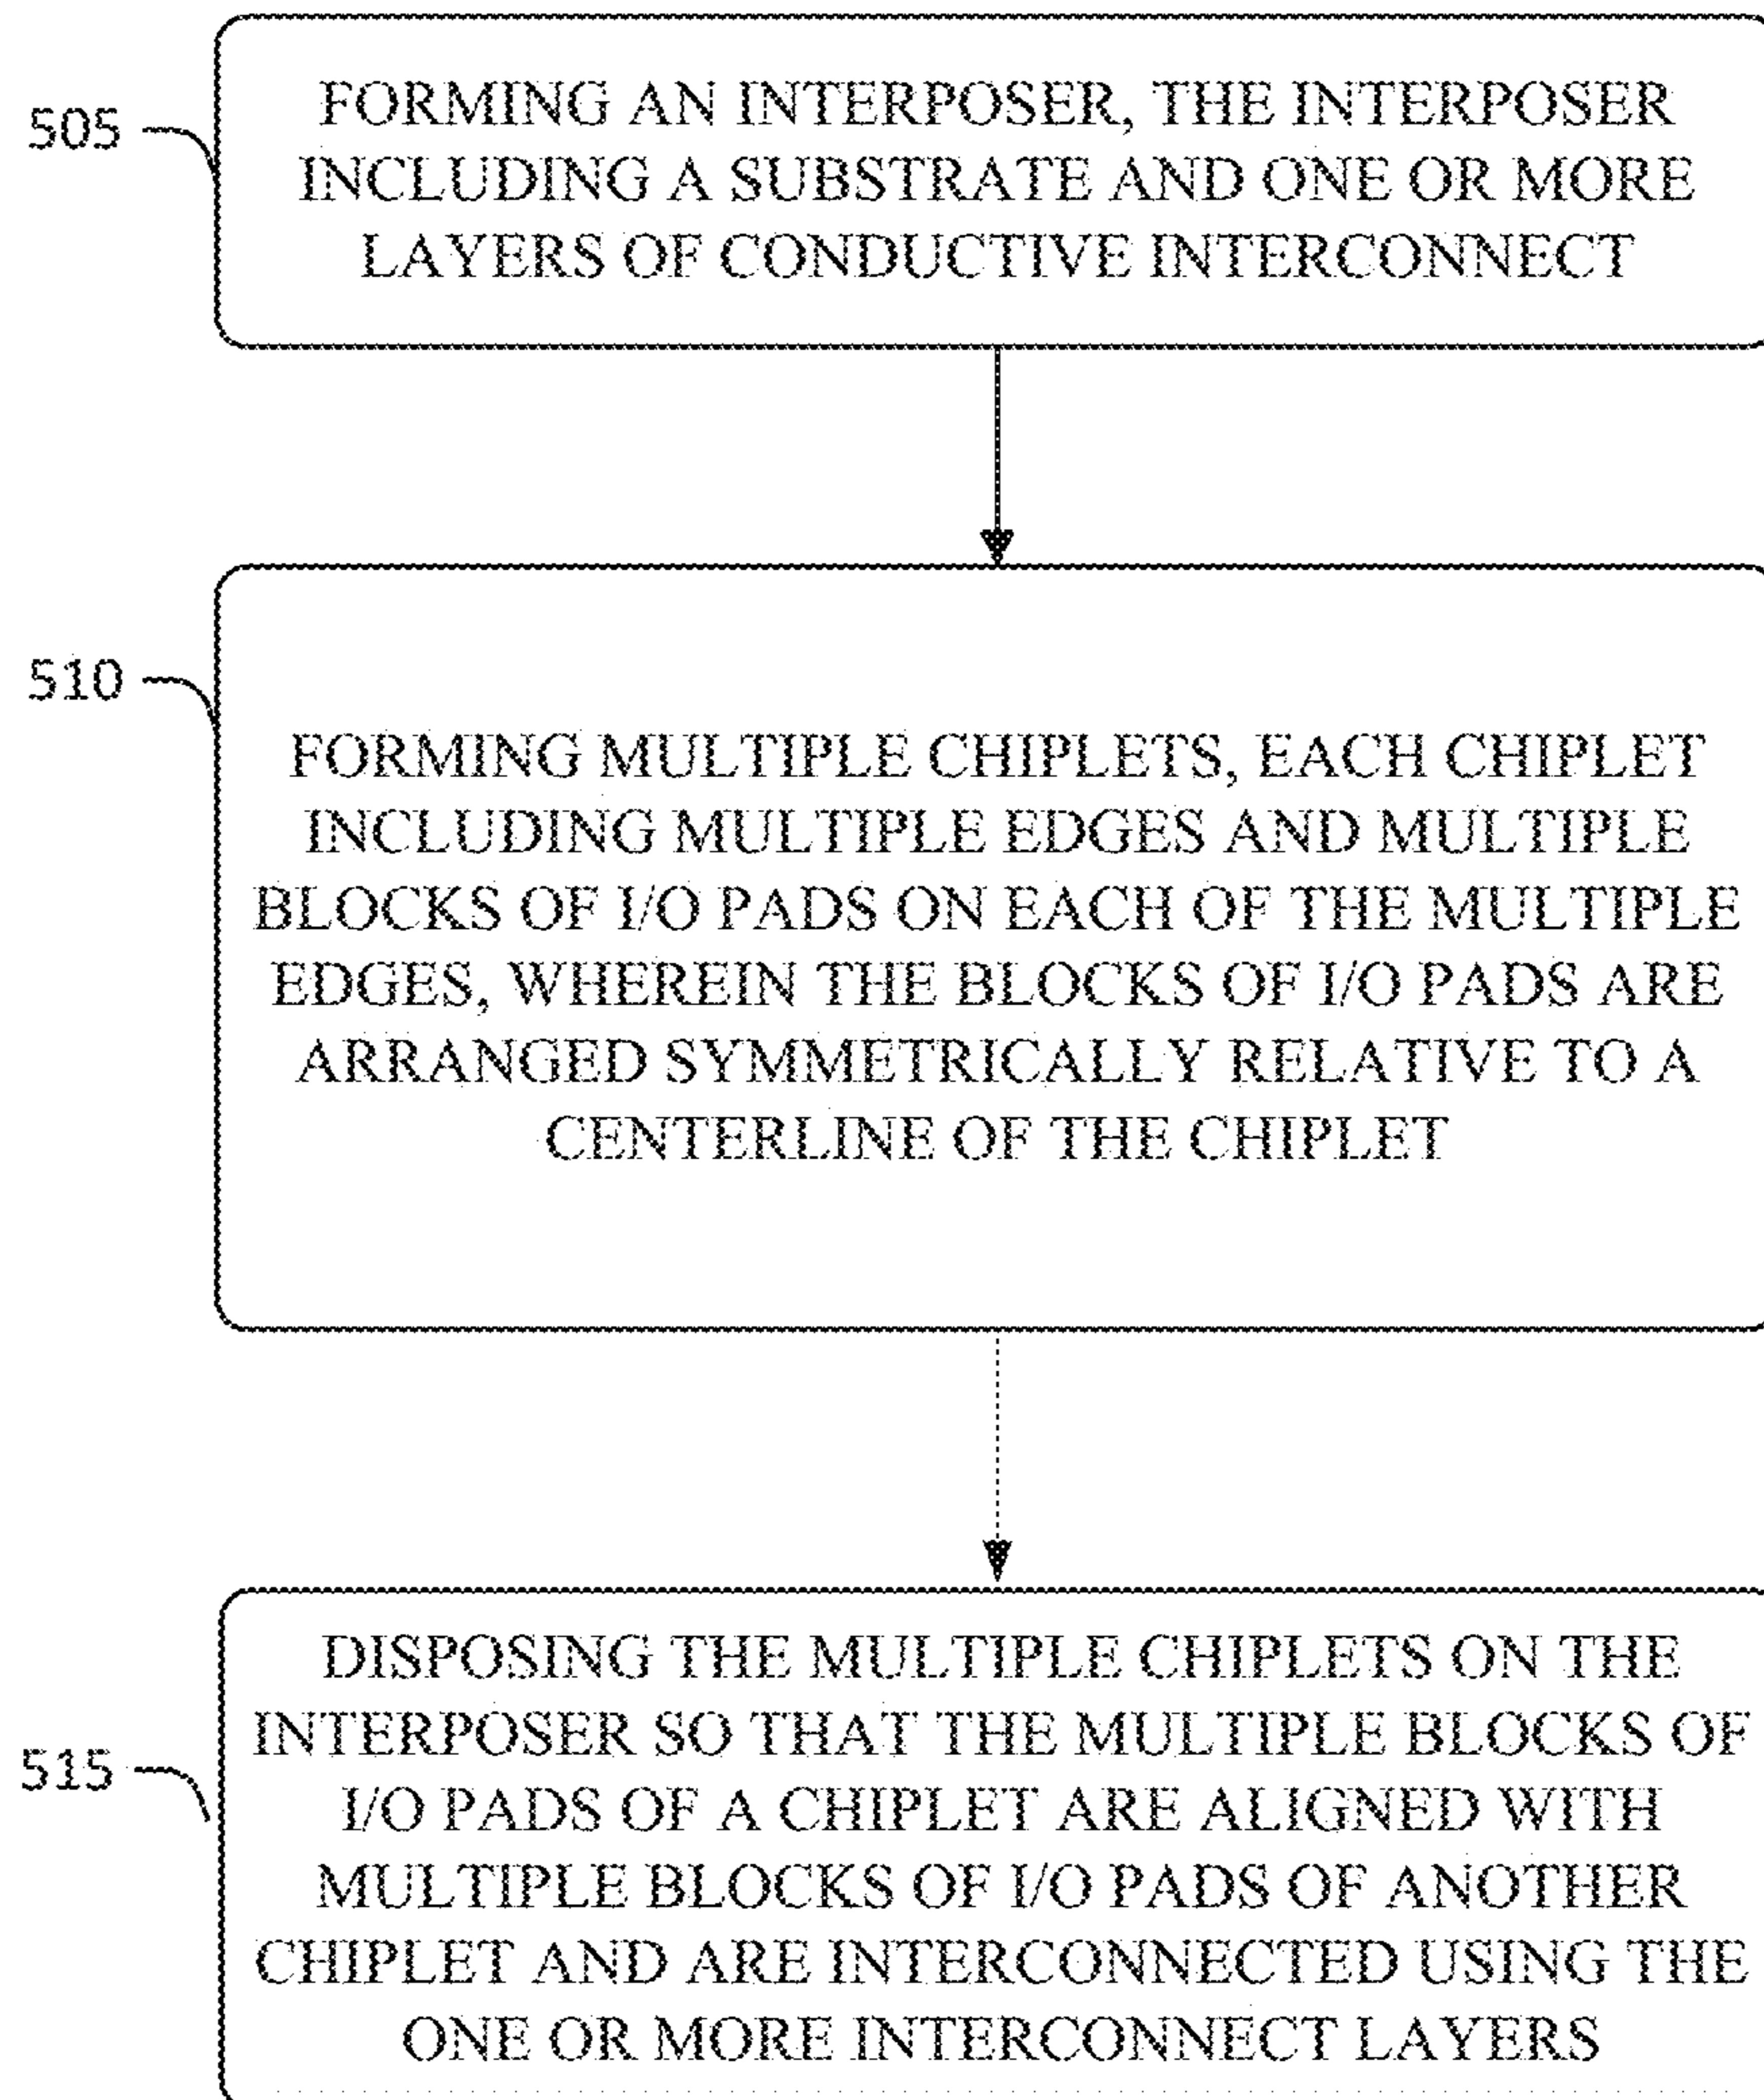 505
FORMING AN INTERPOSER, THE INTERPOSER
INCLUDING A SUBSTRATE AND ONE OR MORE
LAYERS OF CONDUCTIVE INTERCONNECT
510
FORMING MULTIPLE CHIPLETS, EACH CHIPLET
INCLUDING MULTIPLE EDGES AND MULTIPLE
BLOCKS OF I/O PADS ON EACH OF THE MULTIPLE
EDGES, WHEREIN THE BLOCKS OF I/O PADS ARE
ARRANGED SYMMETRICALLY RELATIVE TO A
CENTERLINE OF THE CHIPLET
515
DISPOSING THE MULTIPLE CHIPLETS ON THE
INTERPOSER SO THAT THE MULTIPLE BLOCKS OF
I/O PADS OF A CHIPLET ARE ALIGNED WITH
MULTIPLE BLOCKS OF I/O PADS OF ANOTHER
CHIPLET AND ARE INTERCONNECTED USING THE
ONE OR MORE INTERCONNECT LAYERS